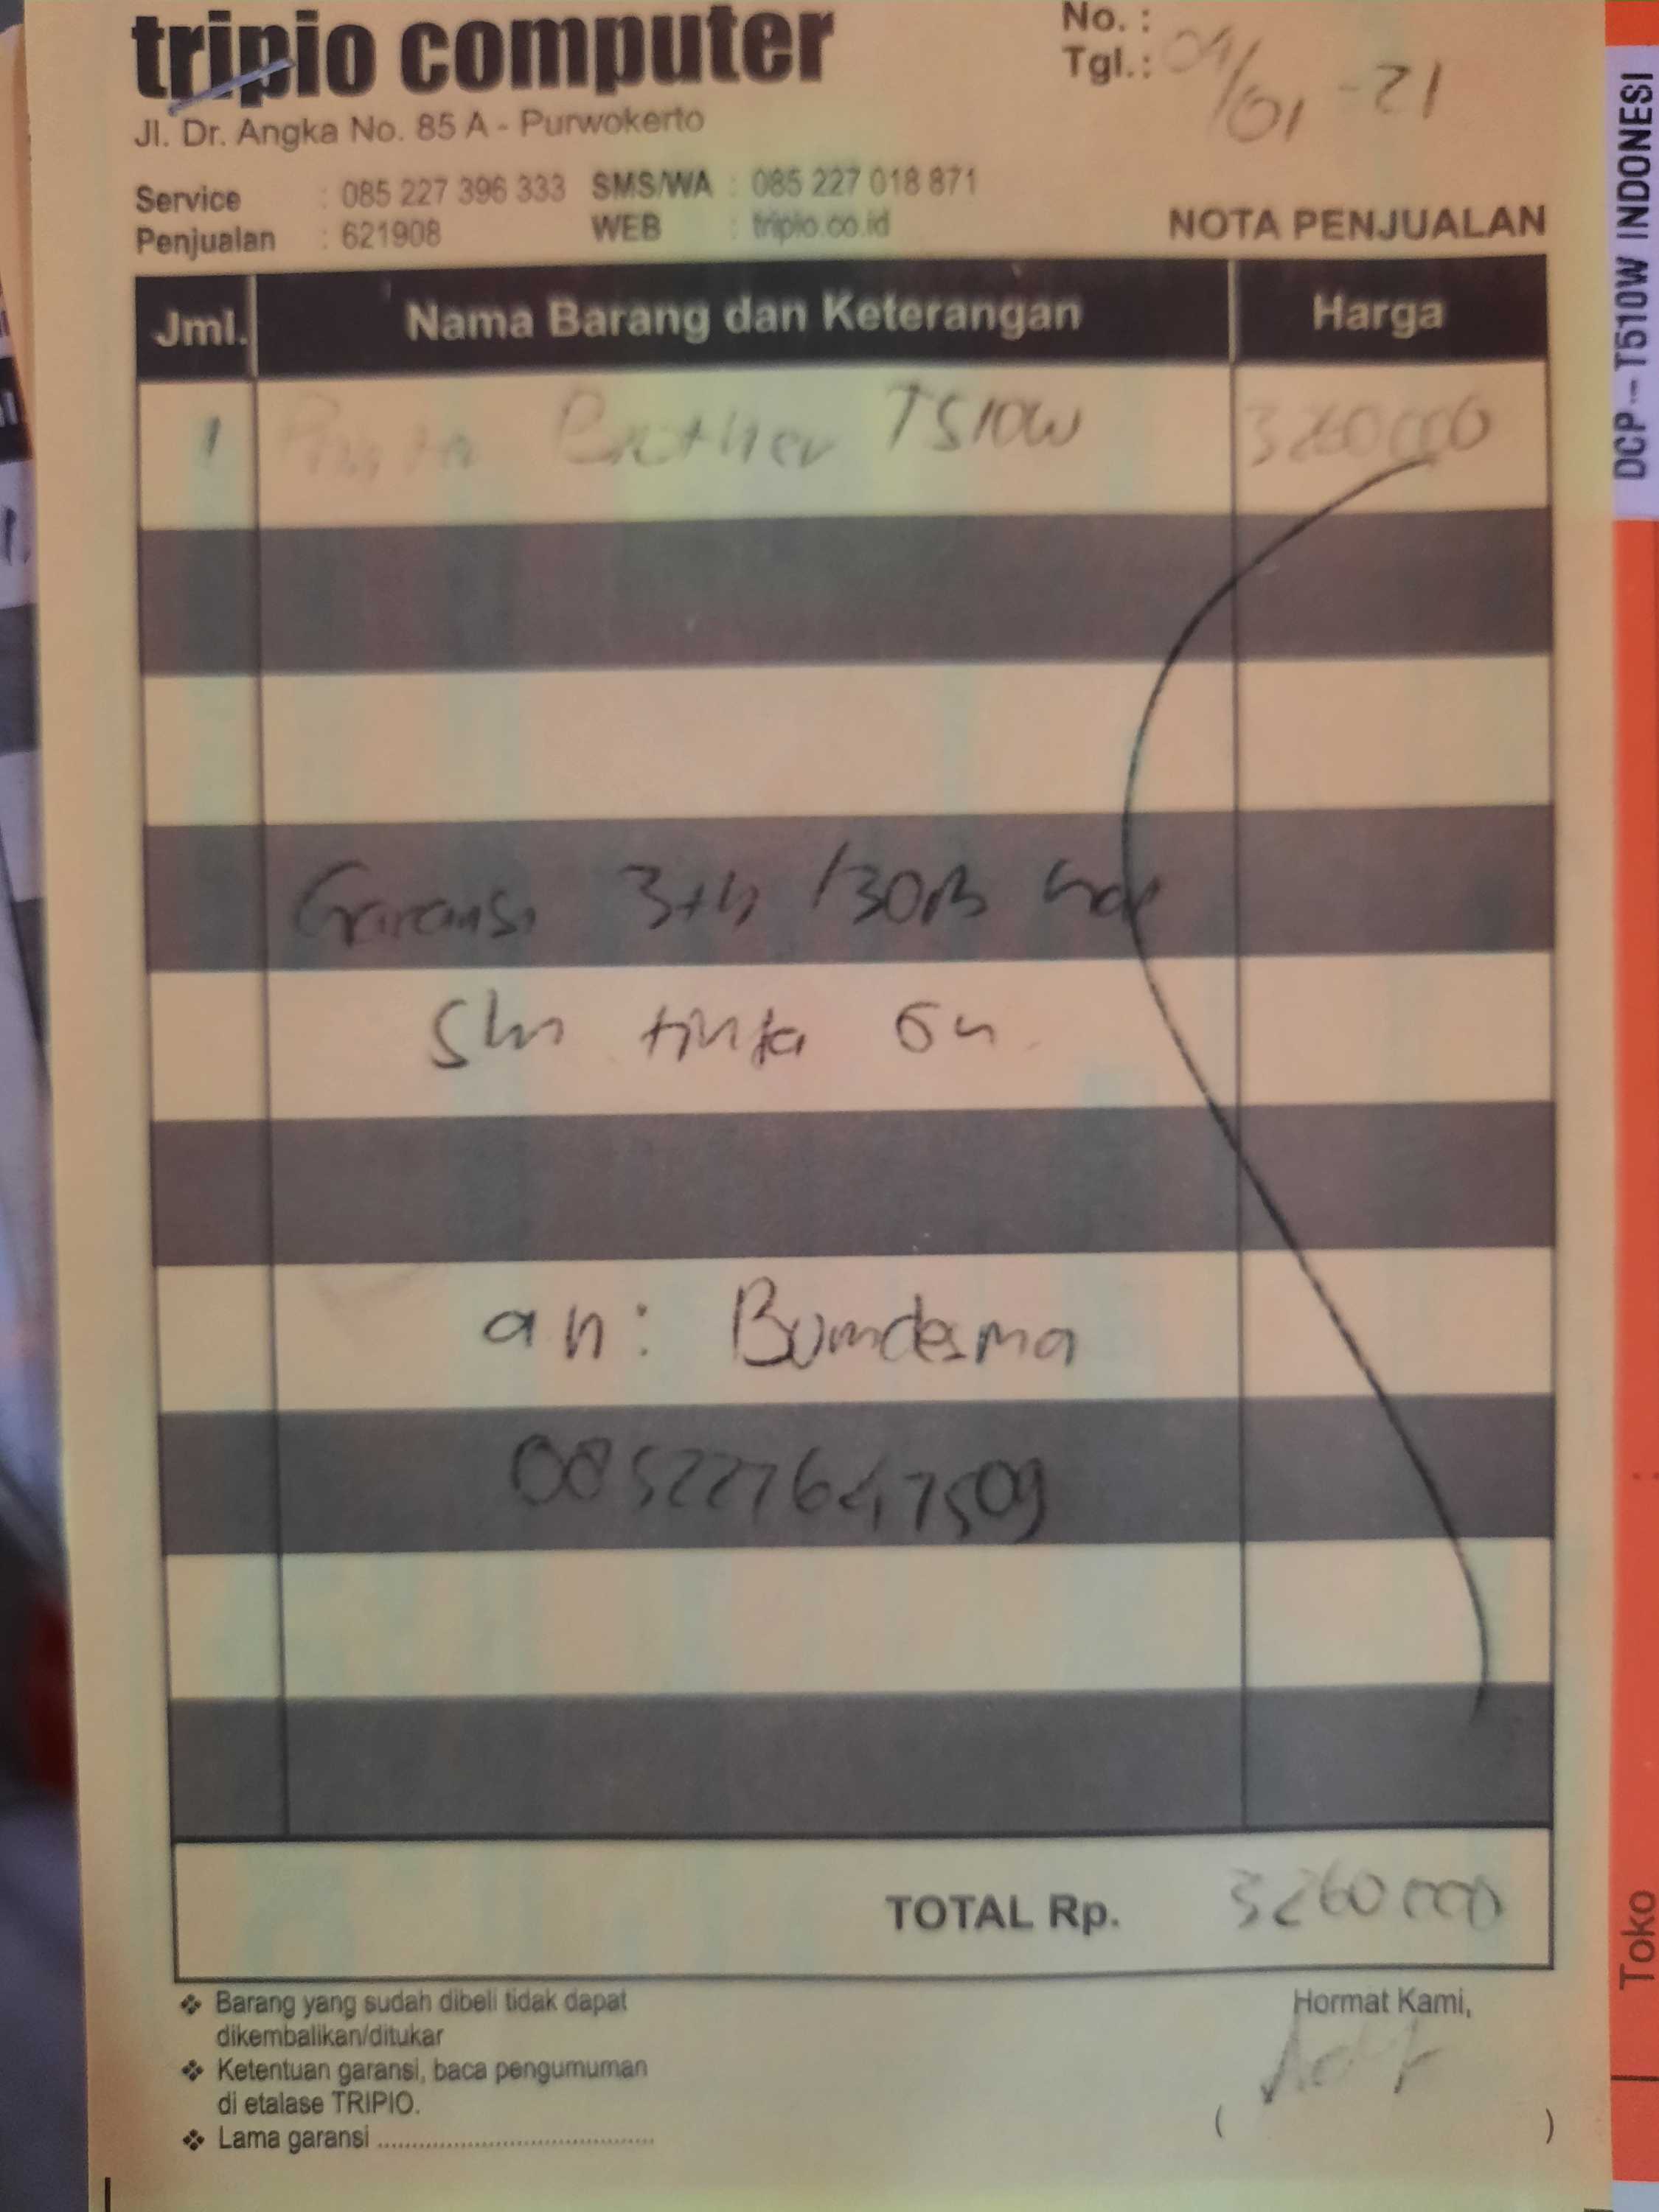 tripio computer
No. :
Tgl.: 04/01-21
Jl. Dr. Angka No. 85 A - Purwokerto
Service : 085 227 396 333 SMS/WA : 085 227 018 871
Penjualan : 621908 WEB : tripio.co.id
NOTA PENJUALAN
Jml. Nama Barang dan Keterangan Harga
1 Printer Brother T510W 3260000
Garansi 3th /30rb
tinta 6n
an: Bumdesma
085227647509
TOTAL Rp. 3260000
❖ Barang yang sudah dibeli tidak dapat
dikembalikan/ditukar
❖ Ketentuan garansi, baca pengumuman
di etalase TRIPIO.
❖ Lama garansi ........................................
Hormat Kami,
( )
DCP-T510W INDONESI
Toko